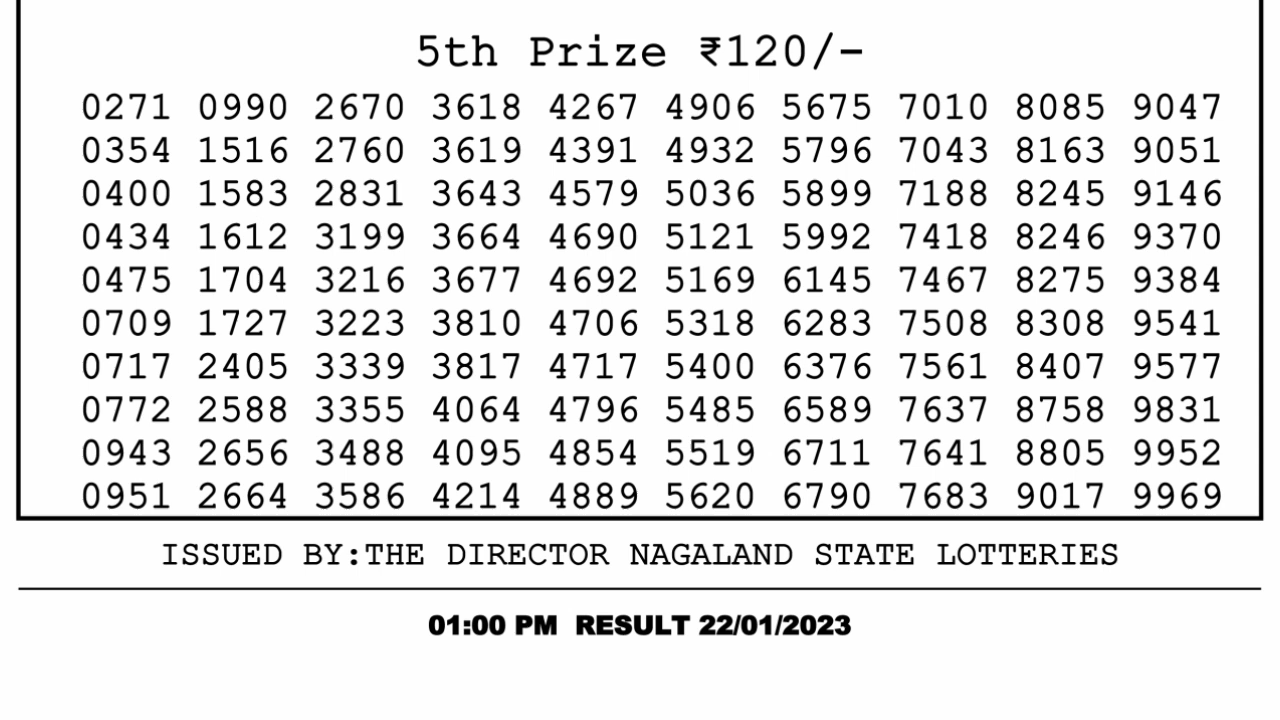 5th Prize ₹120/-
0271 0990 2670 3618 4267 4906 5675 7010 8085 9047
0354 1516 2760 3619 4391 4932 5796 7043 8163 9051
0400 1583 2831 3643 4579 5036 5899 7188 8245 9146
0434 1612 3199 3664 4690 5121 5992 7418 8246 9370
0475 1704 3216 3677 4692 5169 6145 7467 8275 9384
0709 1727 3223 3810 4706 5318 6283 7508 8308 9541
0717 2405 3339 3817 4717 5400 6376 7561 8407 9577
0772 2588 3355 4064 4796 5485 6589 7637 8758 9831
0943 2656 3488 4095 4854 5519 6711 7641 8805 9952
0951 2664 3586 4214 4889 5620 6790 7683 9017 9969
ISSUED BY:THE DIRECTOR NAGALAND STATE LOTTERIES
01:00 PM RESULT 22/01/2023